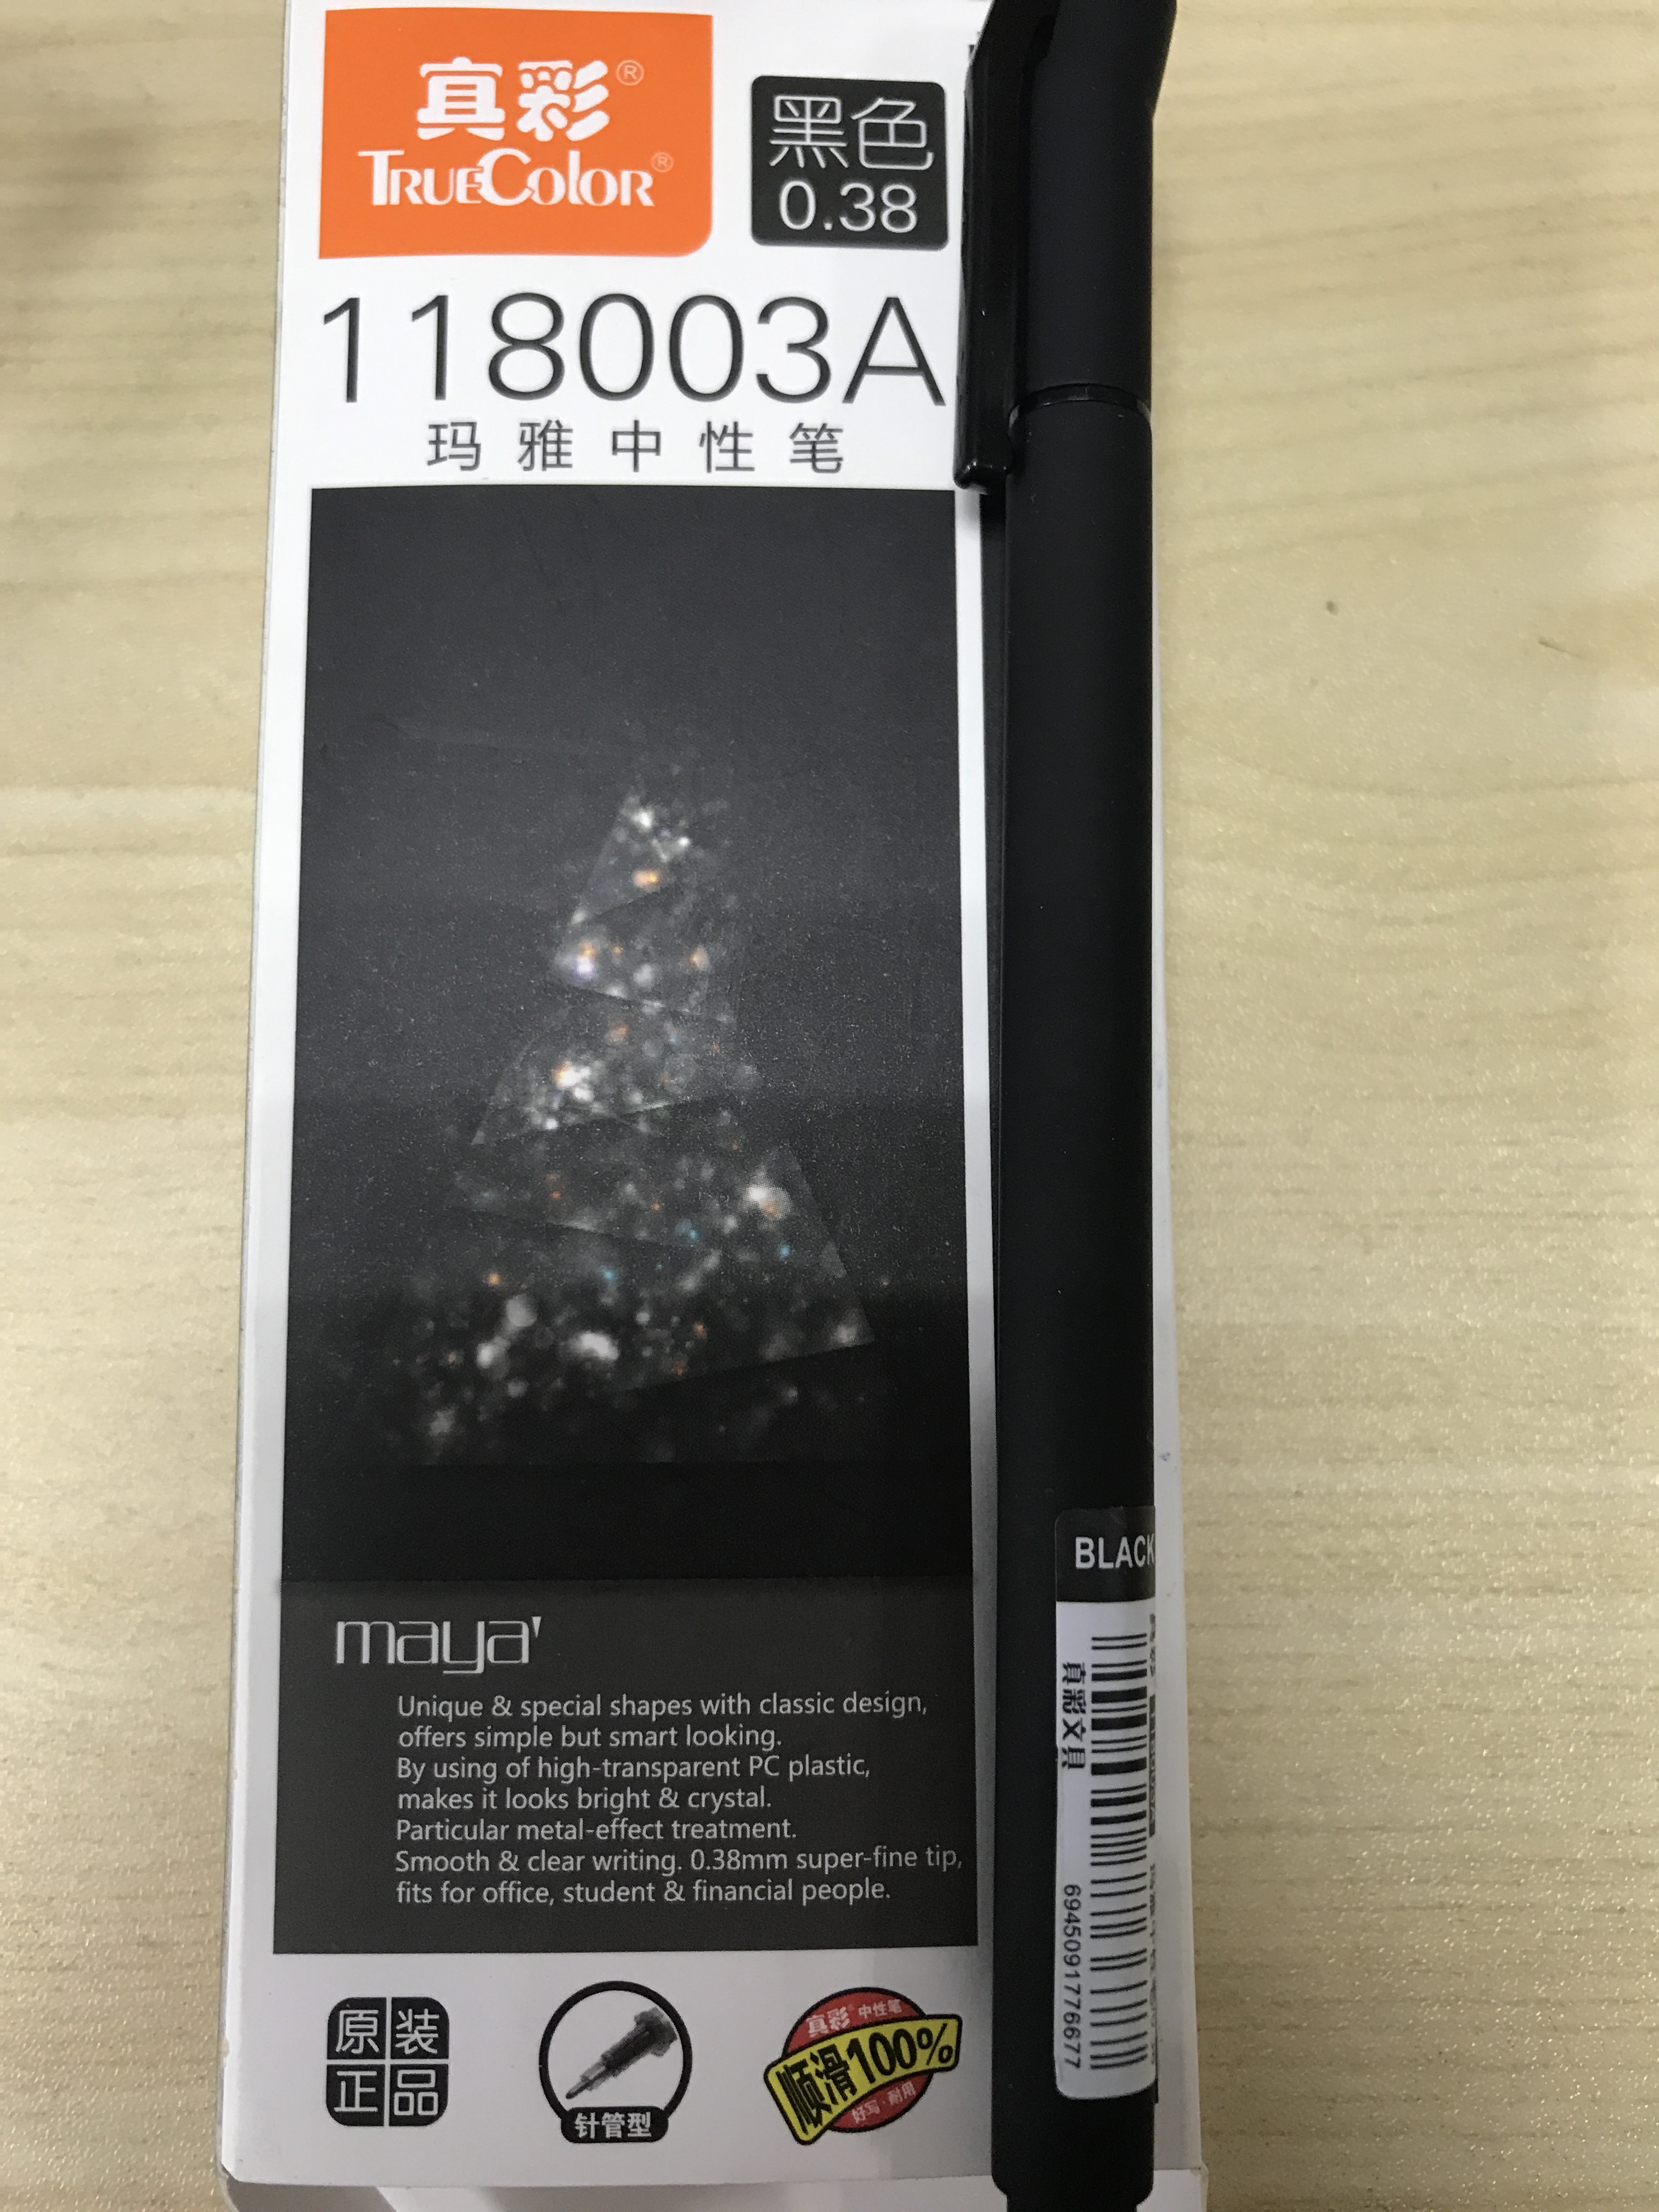 真彩®
TRUECOLOR®
黑色
0.38
118003A
玛雅中性笔
maya'
Unique & special shapes with classic design,
offers simple but smart looking.
By using of high-transparent PC plastic,
makes it looks bright & crystal.
Particular metal-effect treatment.
Smooth & clear writing. 0.38mm super-fine tip,
fits for office, student & financial people.
原装
正品
针管型
真彩® 中性笔
顺滑100%
好写·耐用
BLACK
真彩文具
6945091776677